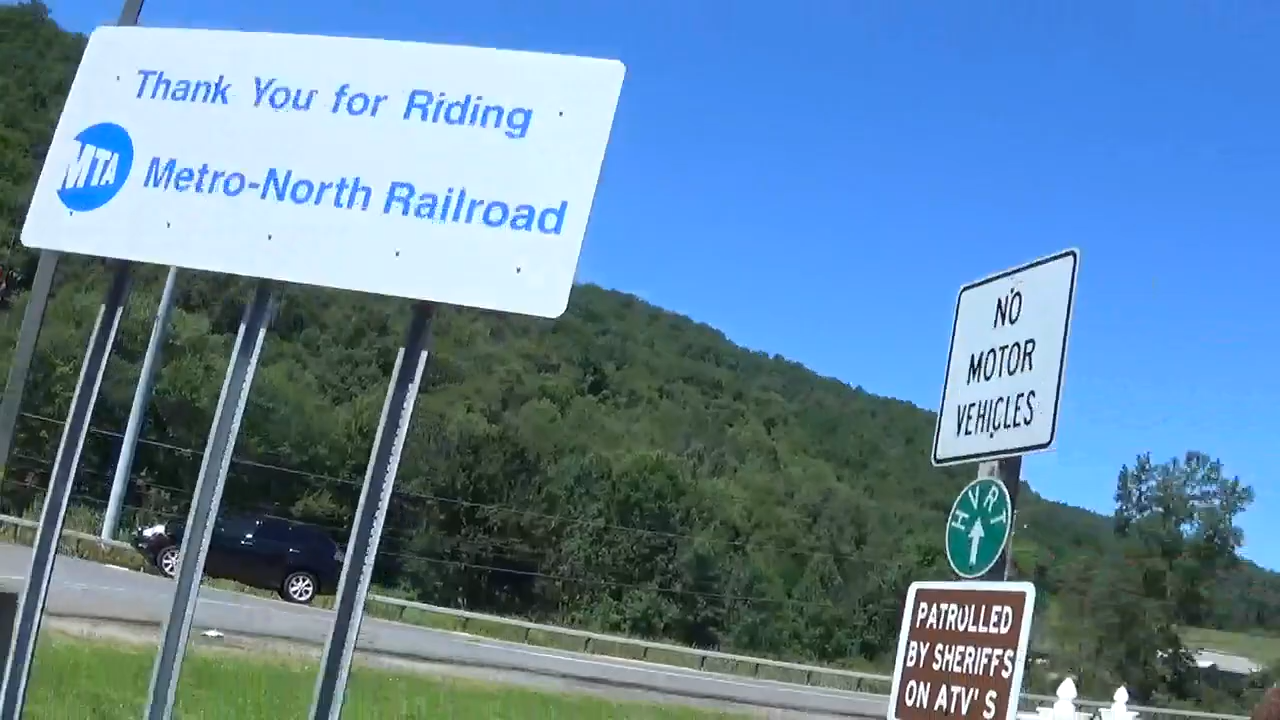 Thank You for Riding
MTA Metro-North Railroad
NO
MOTOR
VEHICLES
HVRT
PATROLLED
BY SHERIFFS
ON ATV'S